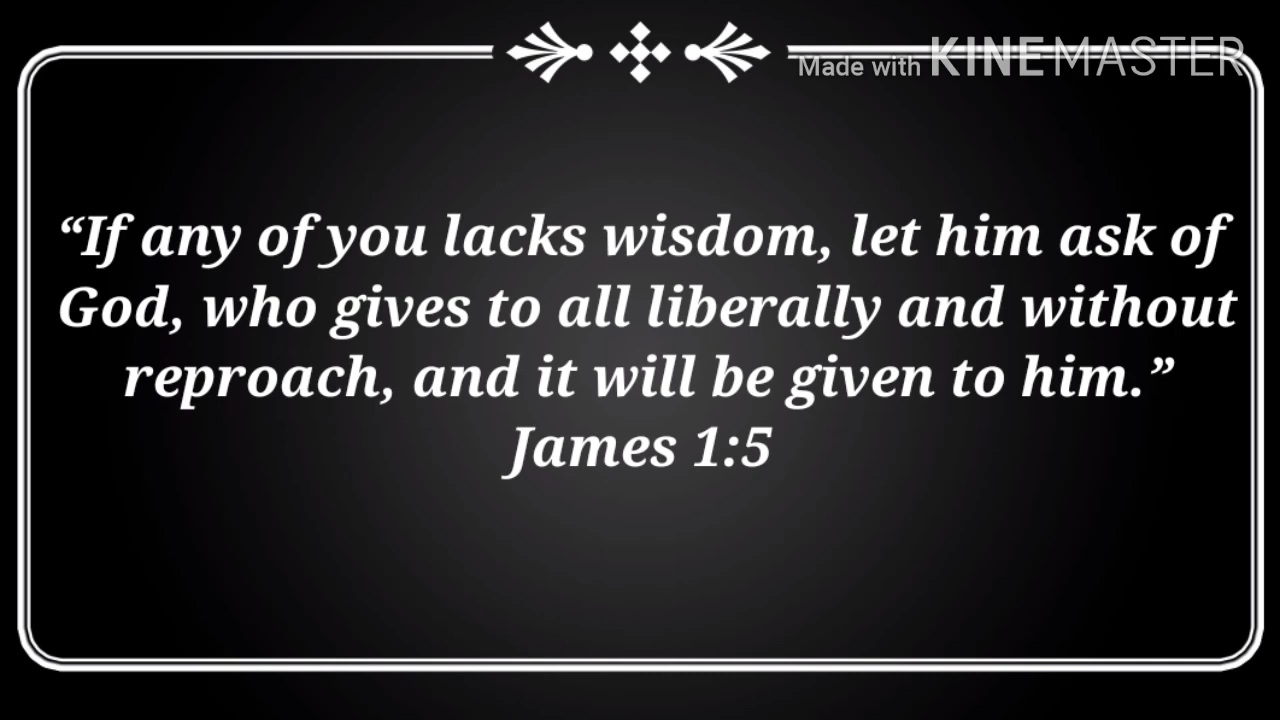 Made with KINEMASTER
“If any of you lacks wisdom, let him ask of
God, who gives to all liberally and without
reproach, and it will be given to him.”
James 1:5